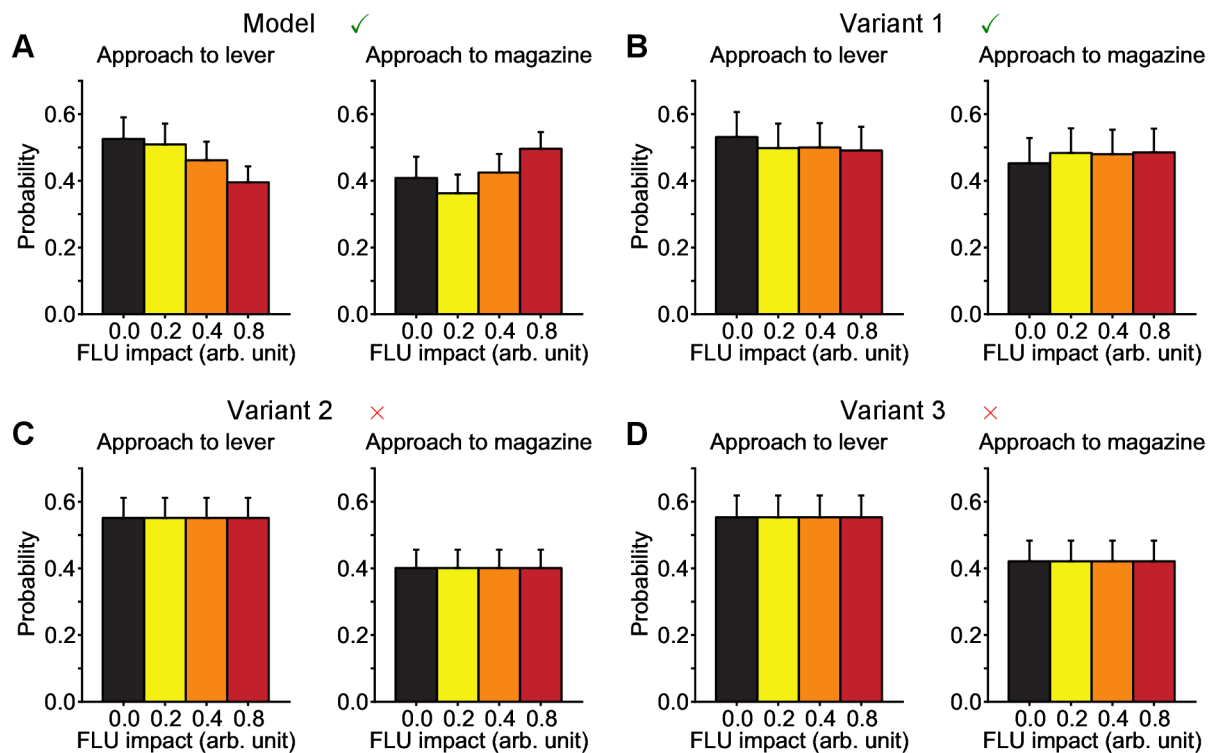 Model ✓
A
Approach to lever
Approach to magazine
Probability
0.6
0.4
0.2
0.0
0.0 0.2 0.4 0.8
FLU impact (arb. unit)
0.6
0.4
0.2
0.0
0.0 0.2 0.4 0.8
FLU impact (arb. unit)
Variant 1 ✓
B
Approach to lever
Approach to magazine
Probability
0.6
0.4
0.2
0.0
0.0 0.2 0.4 0.8
FLU impact (arb. unit)
0.6
0.4
0.2
0.0
0.0 0.2 0.4 0.8
FLU impact (arb. unit)
Variant 2 ×
C
Approach to lever
Approach to magazine
Probability
0.6
0.4
0.2
0.0
0.0 0.2 0.4 0.8
FLU impact (arb. unit)
0.6
0.4
0.2
0.0
0.0 0.2 0.4 0.8
FLU impact (arb. unit)
Variant 3 ×
D
Approach to lever
Approach to magazine
Probability
0.6
0.4
0.2
0.0
0.0 0.2 0.4 0.8
FLU impact (arb. unit)
0.6
0.4
0.2
0.0
0.0 0.2 0.4 0.8
FLU impact (arb. unit)